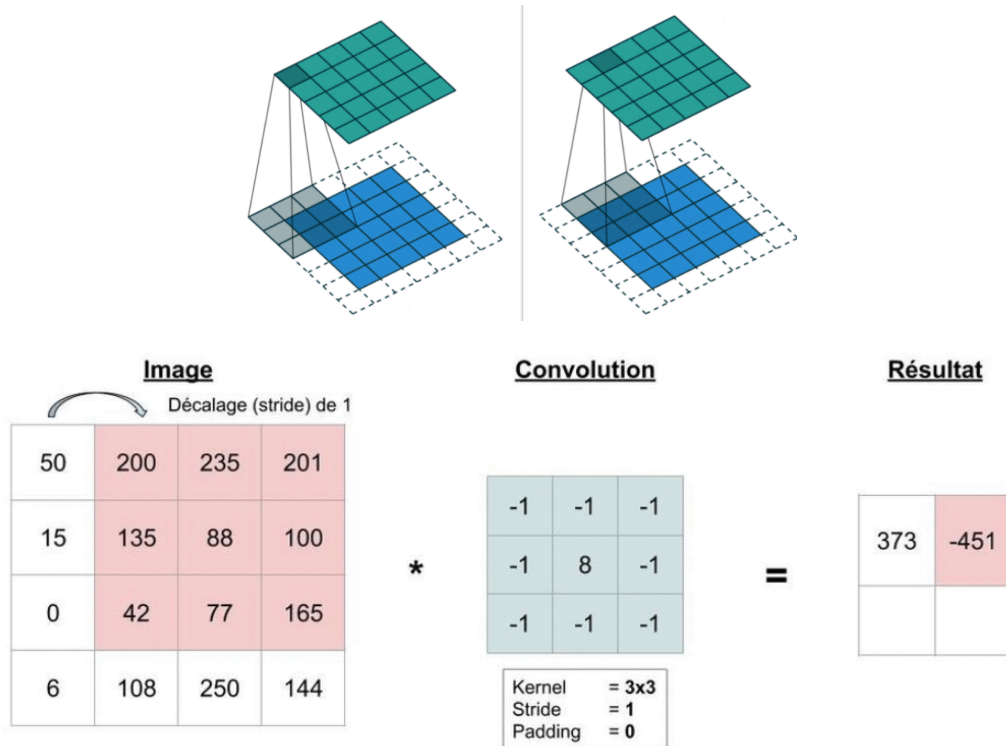 Image
Convolution
Résultat
Décalage (stride) de 1
50 200 235 201
15 135 88 100
0 42 77 165
6 108 250 144
*
-1 -1 -1
-1 8 -1
-1 -1 -1
=
373 -451
Kernel = 3x3
Stride = 1
Padding = 0